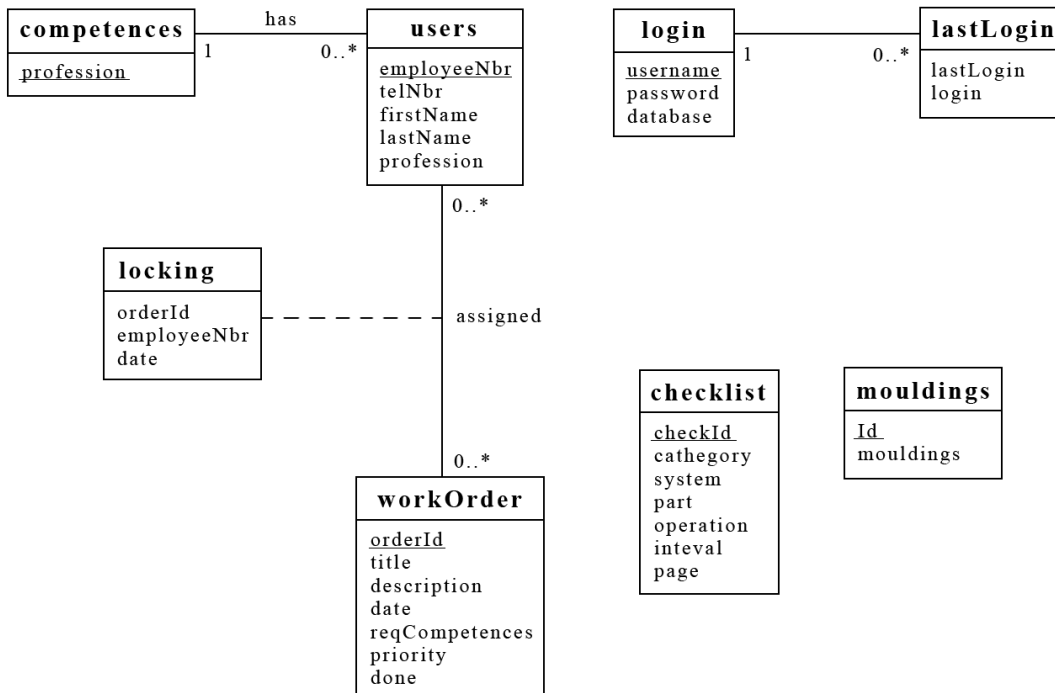 competences
profession
has
1
0..*
users
employeeNbr
telNbr
firstName
lastName
profession
login
username
password
database
1
0..*
lastLogin
lastLogin
login
0..*
locking
orderId
employeeNbr
date
assigned
0..*
workOrder
orderId
title
description
date
reqCompetences
priority
done
checklist
checkId
cathegory
system
part
operation
inteval
page
mouldings
Id
mouldings